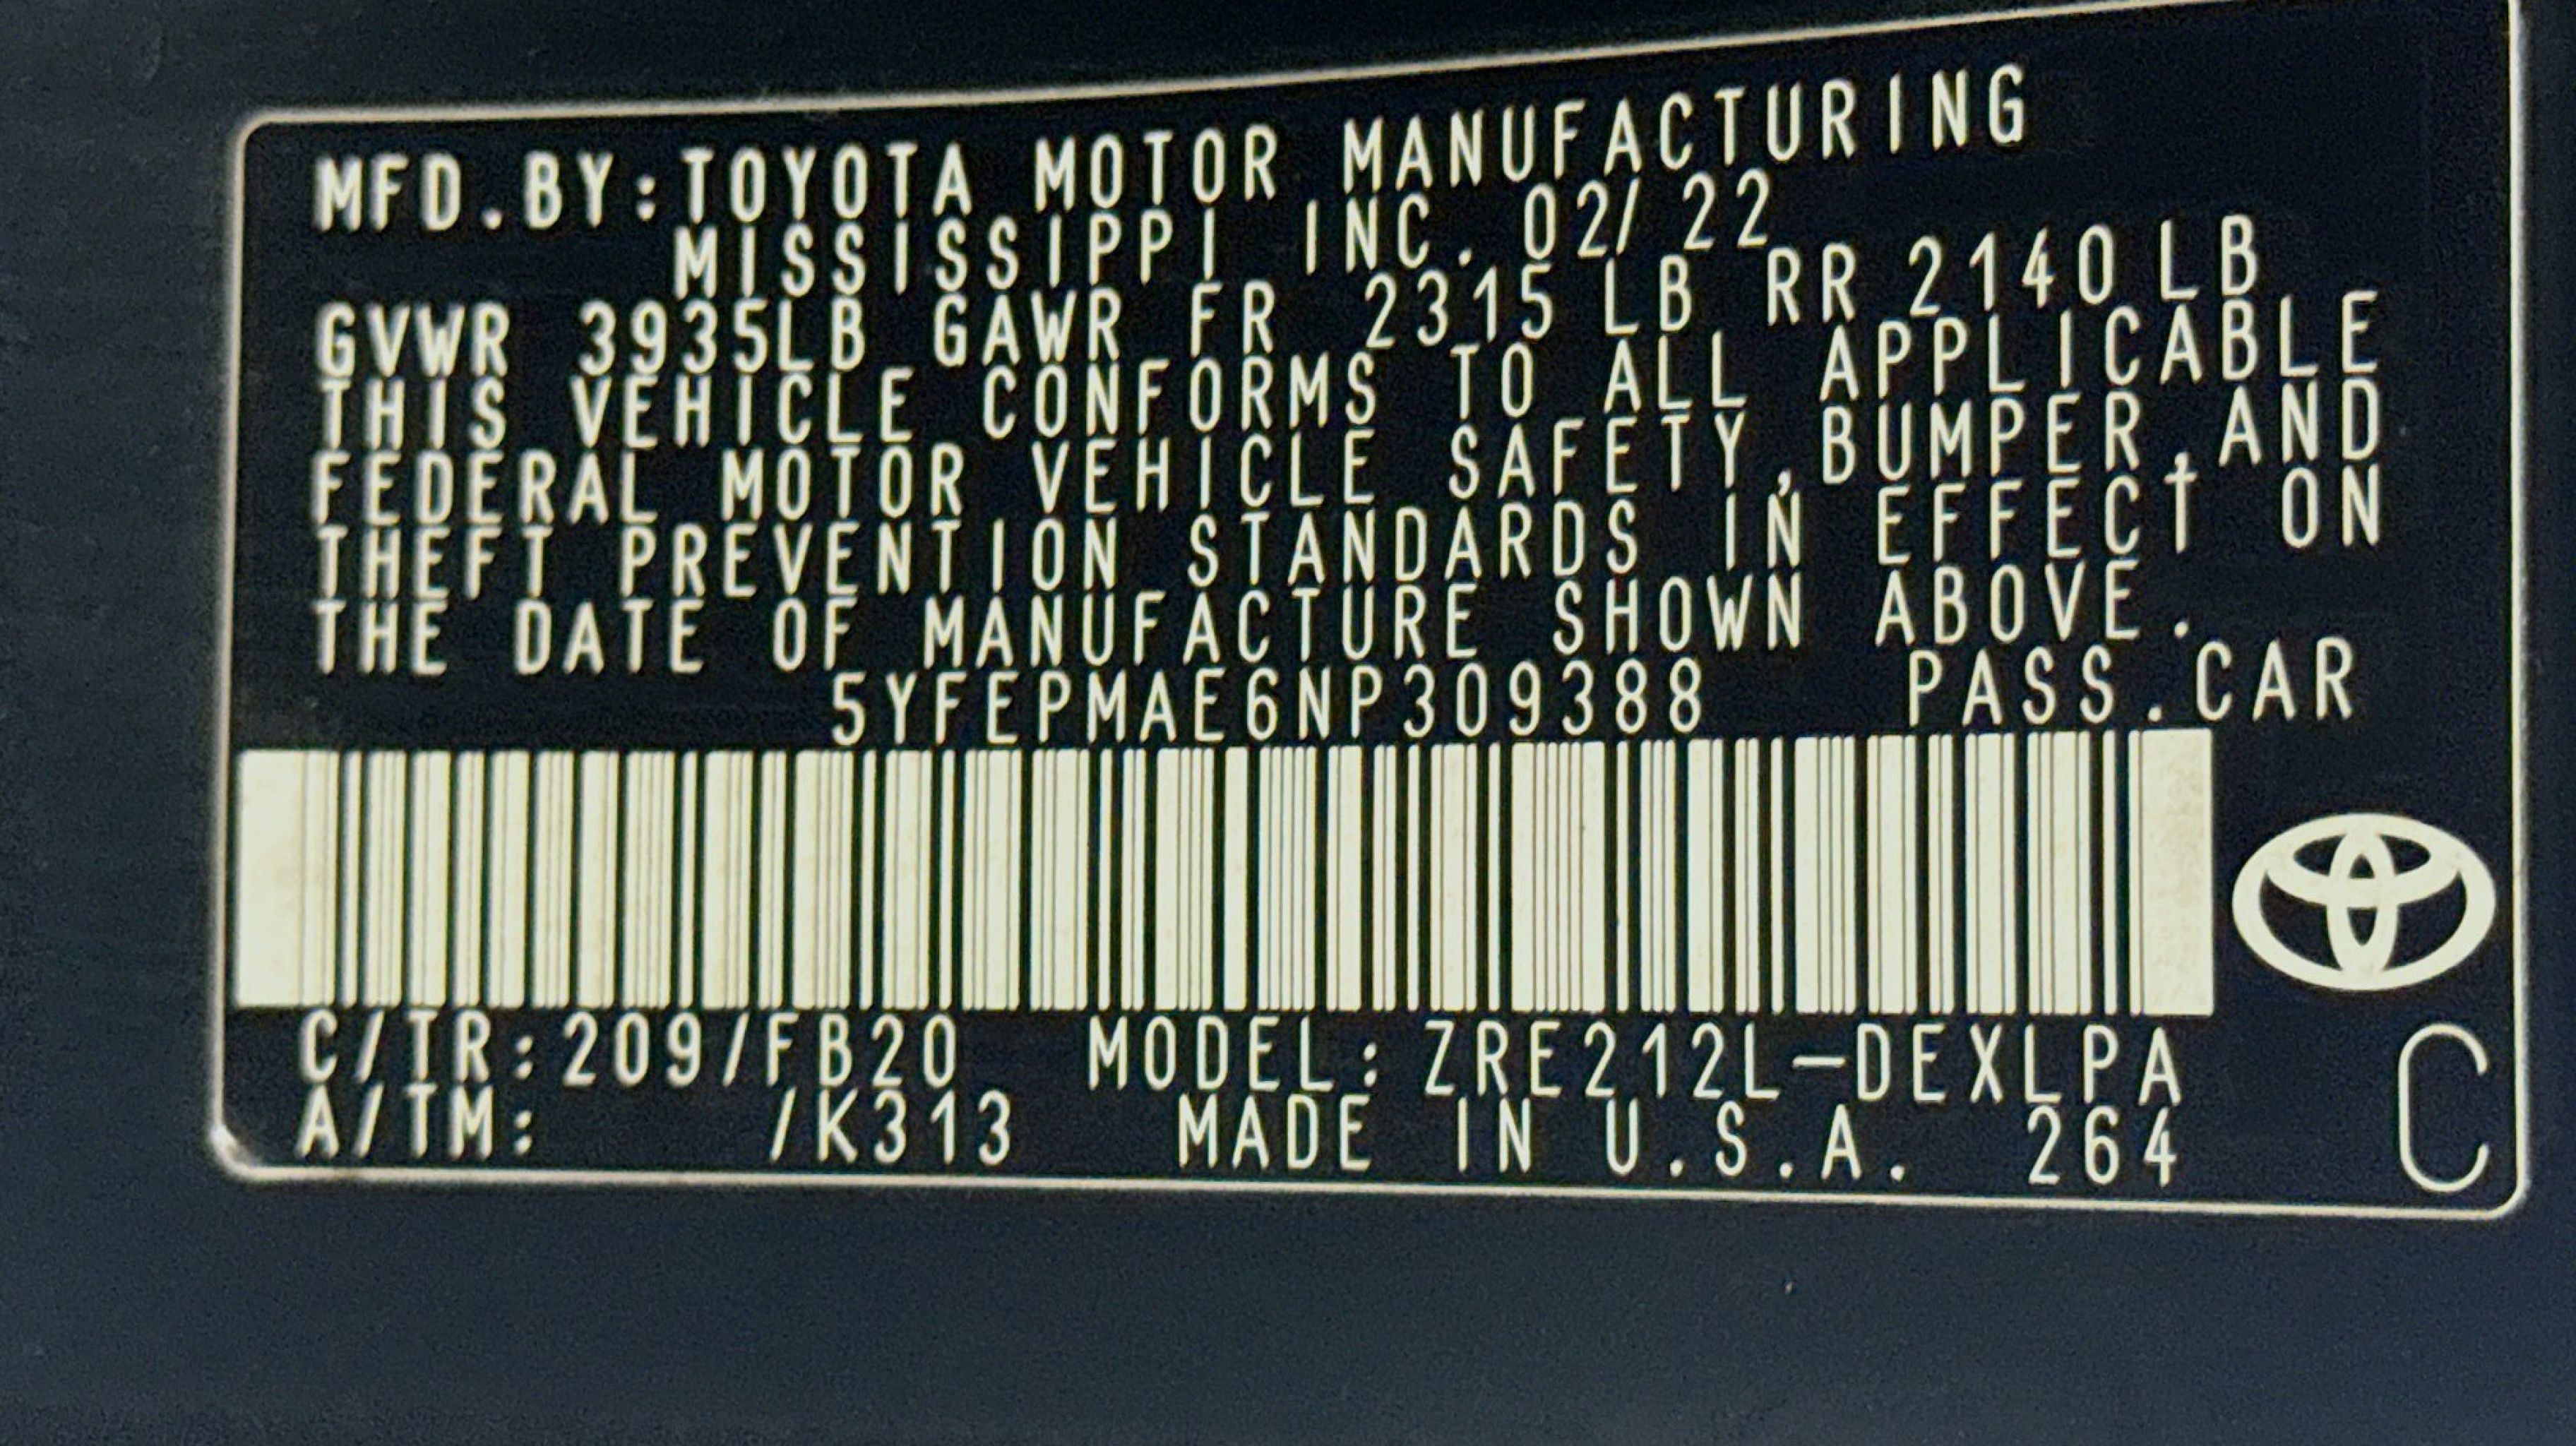 MFD.BY:TOYOTA MOTOR MANUFACTURING
MISSISSIPPI INC. 02/22
GVWR 3935LB GAWR FR 2315 LB RR 2140LB
THIS VEHICLE CONFORMS TO ALL APPLICABLE
FEDERAL MOTOR VEHICLE SAFETY,BUMPER,AND
THEFT PREVENTION STANDARDS IN EFFECT ON
THE DATE OF MANUFACTURE SHOWN ABOVE.
5YFEPMAE6NP309388 PASS.CAR
C/TR:209/FB20 MODEL:ZRE212L-DEXLPA
A/TM: /K313 MADE IN U.S.A. 264
C